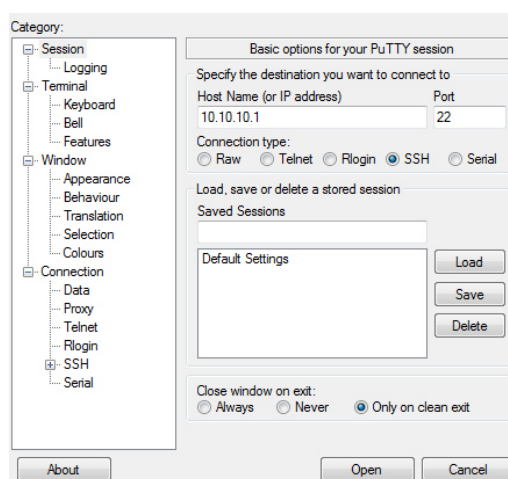 Category:
Session
Logging
Terminal
Keyboard
Bell
Features
Window
Appearance
Behaviour
Translation
Selection
Colours
Connection
Data
Proxy
Telnet
Rlogin
SSH
Serial
Basic options for your PuTTY session
Specify the destination you want to connect to
Host Name (or IP address) Port
10.10.10.1 22
Connection type:
Raw Telnet Rlogin SSH Serial
Load, save or delete a stored session
Saved Sessions
Default Settings
Load
Save
Delete
Close window on exit:
Always Never Only on clean exit
About Open Cancel